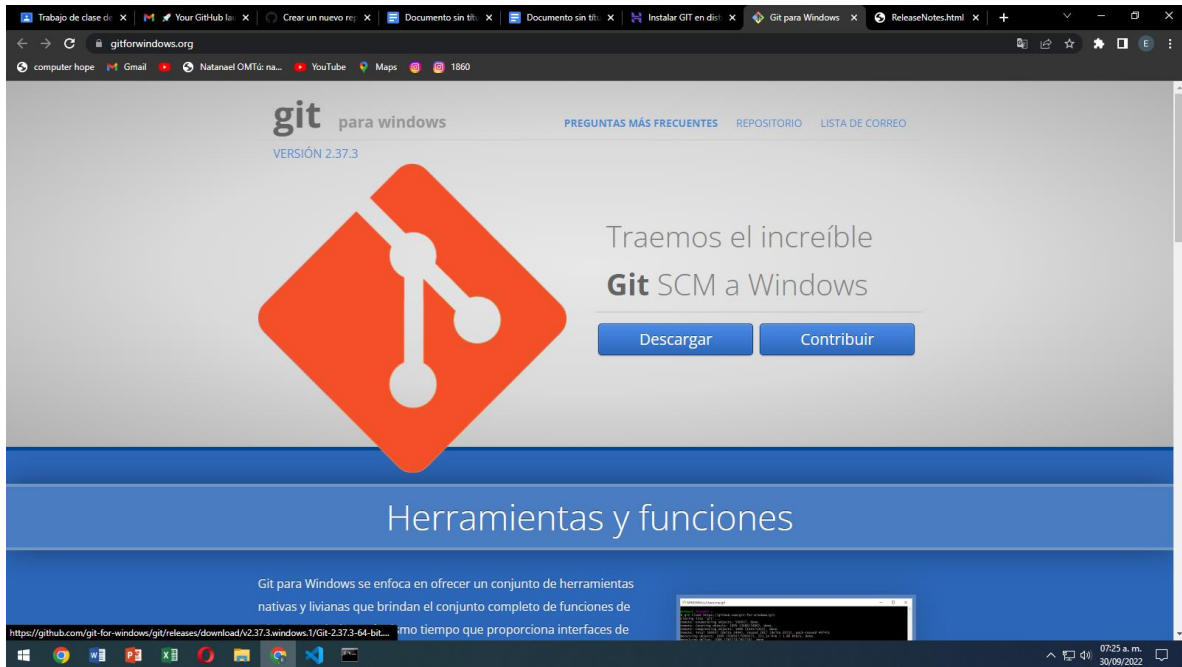 Trabajo de clase de
Your GitHub lau
Crear un nuevo rep
Documento sin títu
Documento sin títu
Instalar GIT en dist
Git para Windows
ReleaseNotes.html
gitforwindows.org
E
computer hope
Gmail
Natanael OMTú: na...
YouTube
Maps
1860
git para windows
PREGUNTAS MÁS FRECUENTES REPOSITORIO LISTA DE CORREO
VERSIÓN 2.37.3
Traemos el increíble
Git SCM a Windows
Descargar Contribuir
Herramientas y funciones
Git para Windows se enfoca en ofrecer un conjunto de herramientas
nativas y livianas que brindan el conjunto completo de funciones de
smo tiempo que proporciona interfaces de
https://github.com/git-for-windows/git/releases/download/v2.37.3.windows.1/Git-2.37.3-64-bit....
07:25 a. m.
30/09/2022